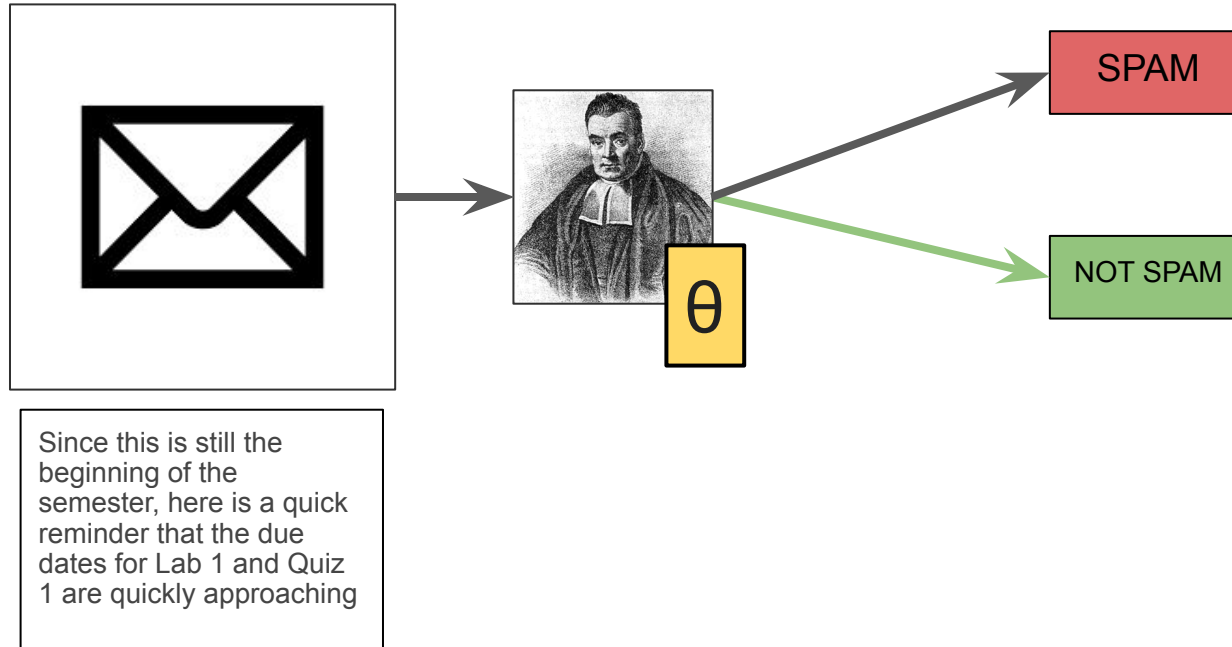 SPAM
θ
NOT SPAM
Since this is still the
beginning of the
semester, here is a quick
reminder that the due
dates for Lab 1 and Quiz
1 are quickly approaching